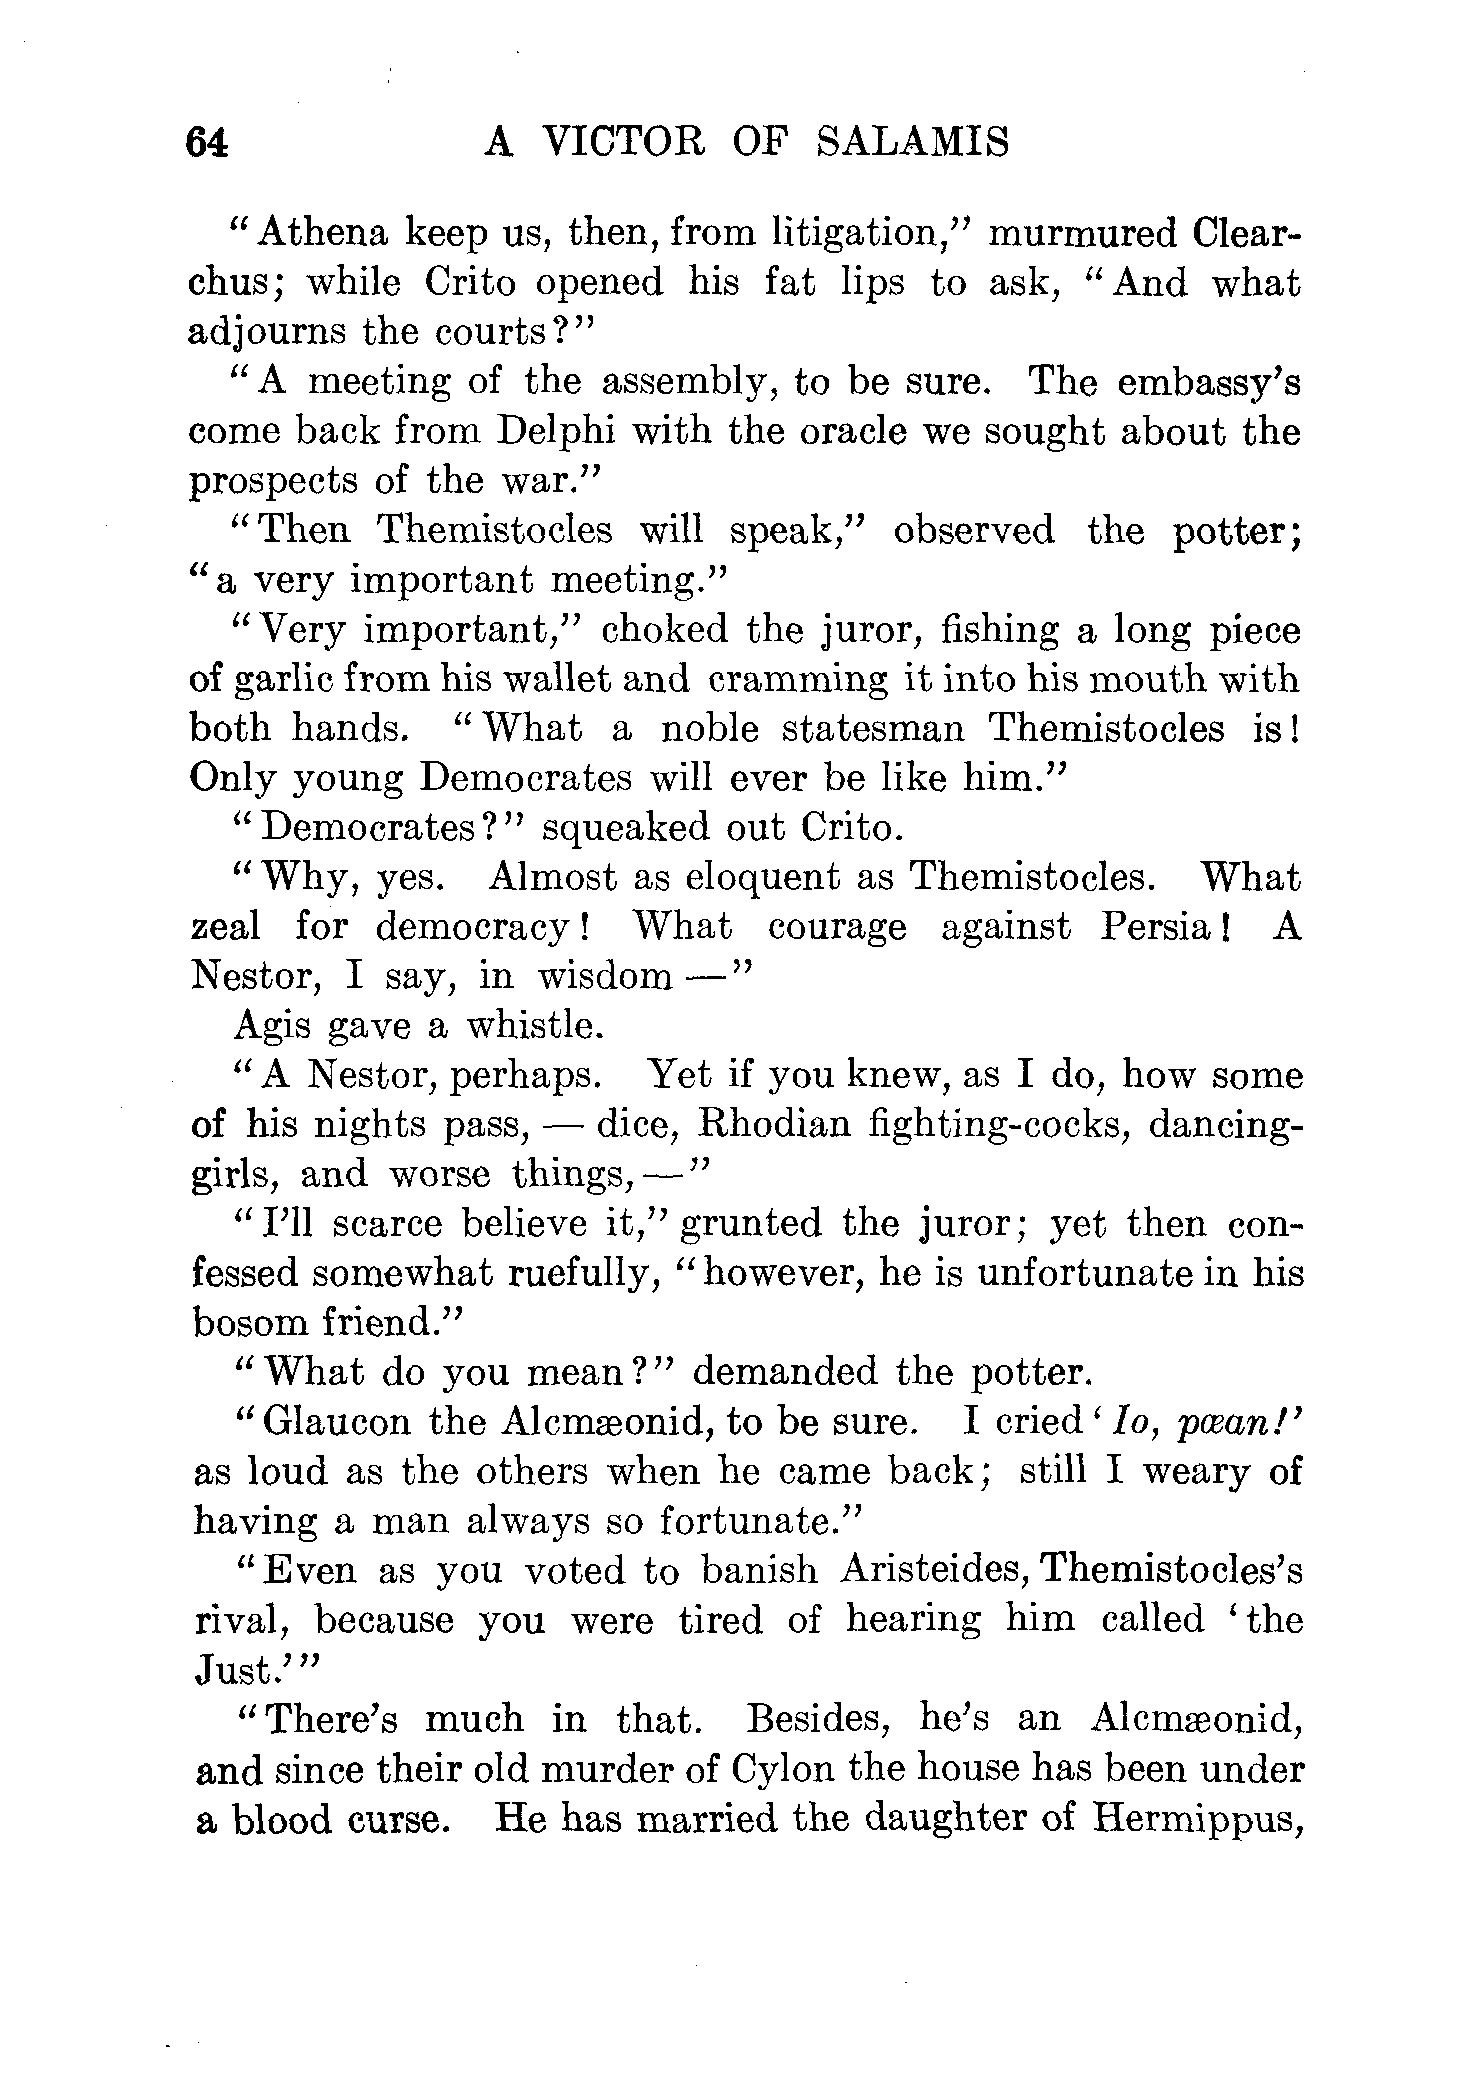 64 A VICTOR OF SALAMIS
"Athena keep us, then, from litigation," murmured Clear-
chus; while Crito opened his fat lips to ask, "And what
adjourns the courts?"
"A meeting of the assembly, to be sure. The embassy's
come back from Delphi with the oracle we sought about the
prospects of the war."
"Then Themistocles will speak," observed the potter;
"a very important meeting."
"Very important," choked the juror, fishing a long piece
of garlic from his wallet and cramming it into his mouth with
both hands. "What a noble statesman Themistocles is!
Only young Democrates will ever be like him."
"Democrates?" squeaked out Crito.
"Why, yes. Almost as eloquent as Themistocles. What
zeal for democracy! What courage against Persia! A
Nestor, I say, in wisdom —"
Agis gave a whistle.
"A Nestor, perhaps. Yet if you knew, as I do, how some
of his nights pass, — dice, Rhodian fighting-cocks, dancing-
girls, and worse things, —"
"I'll scarce believe it," grunted the juror; yet then con-
fessed somewhat ruefully, "however, he is unfortunate in his
bosom friend."
"What do you mean?" demanded the potter.
"Glaucon the Alcmæonid, to be sure. I cried 'Io, pæan!'
as loud as the others when he came back; still I weary of
having a man always so fortunate."
"Even as you voted to banish Aristeides, Themistocles's
rival, because you were tired of hearing him called 'the
Just.'"
"There's much in that. Besides, he's an Alcmæonid,
and since their old murder of Cylon the house has been under
a blood curse. He has married the daughter of Hermippus,